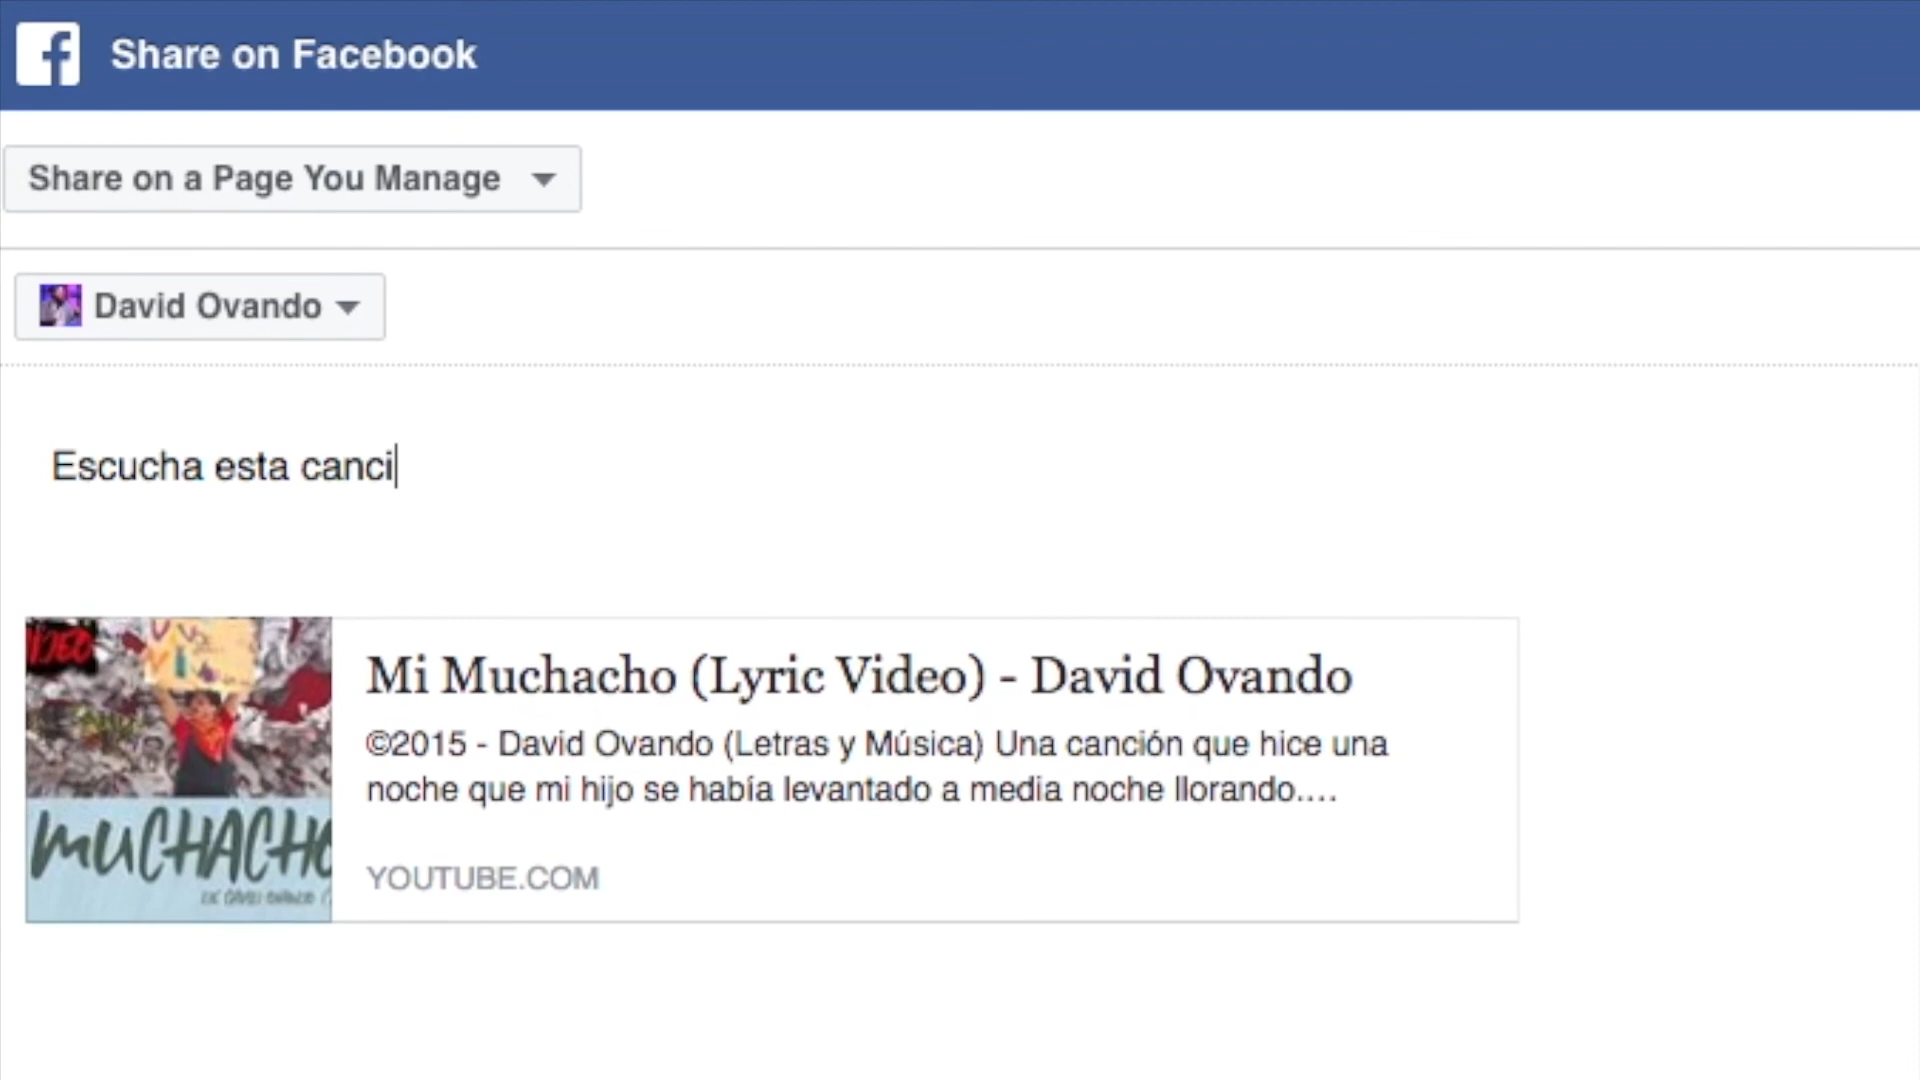 Share on Facebook
Share on a Page You Manage
David Ovando
Escucha esta canci
Mi Muchacho (Lyric Video) - David Ovando
©2015 - David Ovando (Letras y Música) Una canción que hice una
noche que mi hijo se había levantado a media noche llorando....
MUCHACHO
YOUTUBE.COM